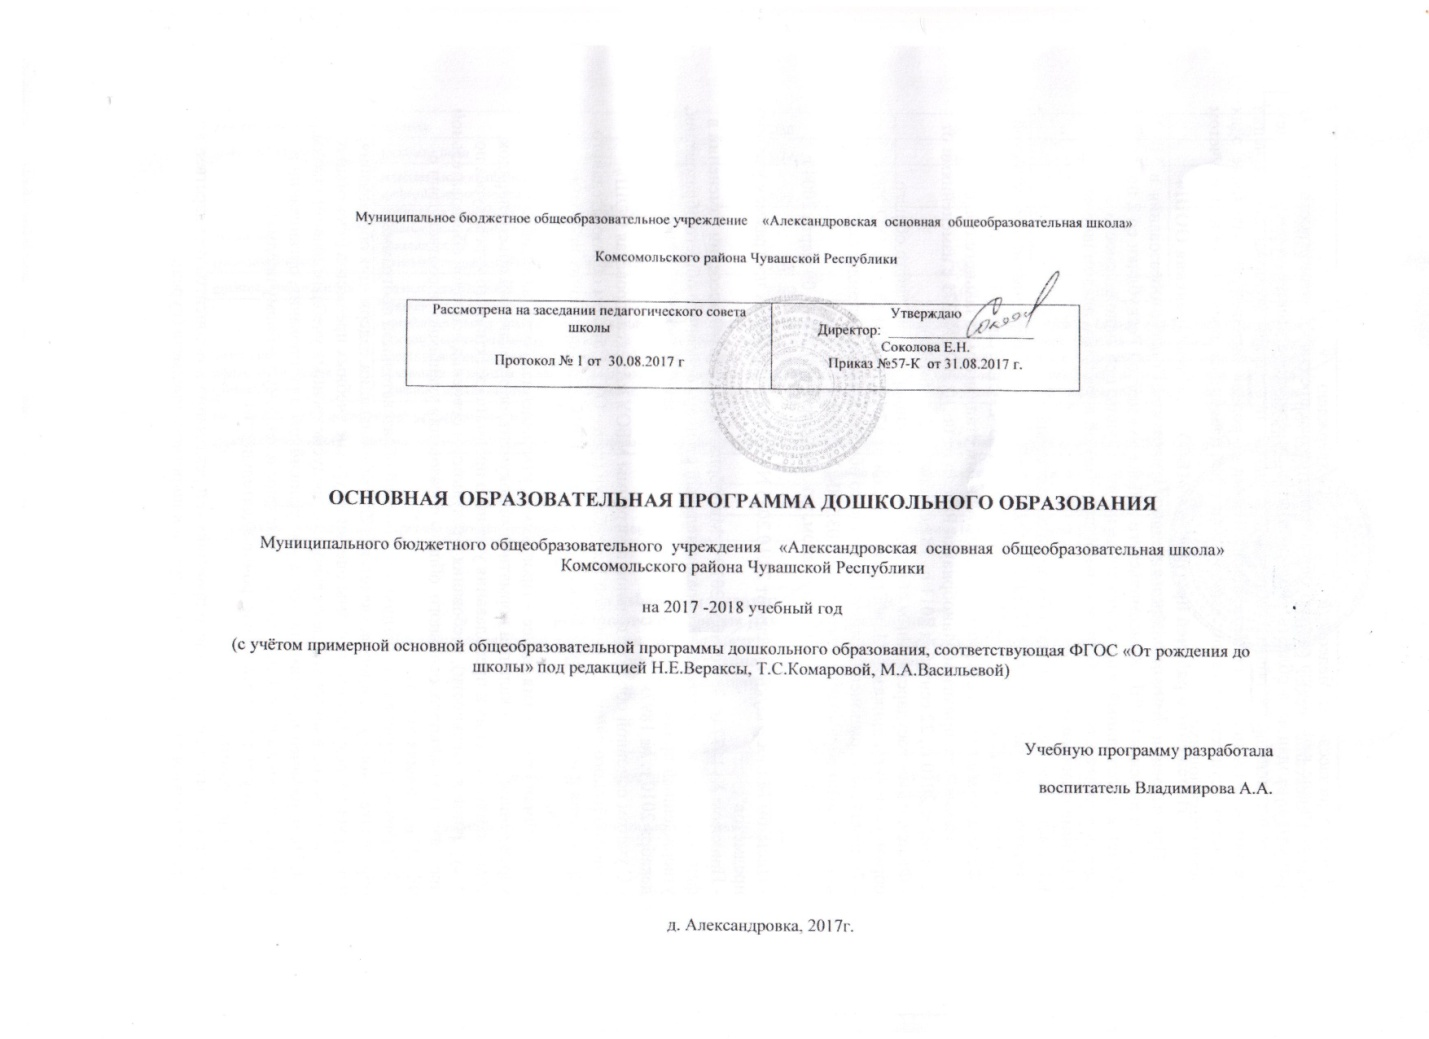 Муниципальное бюджетное общеобразовательное учреждение «Александровская основная общеобразовательная школа»
Комсомольского района Чувашской Республики
Рассмотрена на заседании педагогического совета
школы
Протокол № 1 от 30.08.2017 г
Утверждаю
Директор: ____________________
Соколова Е.Н.
Приказ №57-К от 31.08.2017 г.
ОСНОВНАЯ ОБРАЗОВАТЕЛЬНАЯ ПРОГРАММА ДОШКОЛЬНОГО ОБРАЗОВАНИЯ
Муниципального бюджетного общеобразовательного учреждения «Александровская основная общеобразовательная школа»
Комсомольского района Чувашской Республики
на 2017 -2018 учебный год
(с учётом примерной основной общеобразовательной программы дошкольного образования, соответствующая ФГОС «От рождения до
школы» под редакцией Н.Е.Вераксы, Т.С.Комаровой, М.А.Васильевой)
Учебную программу разработала
воспитатель Владимирова А.А.
д. Александровка, 2017г.